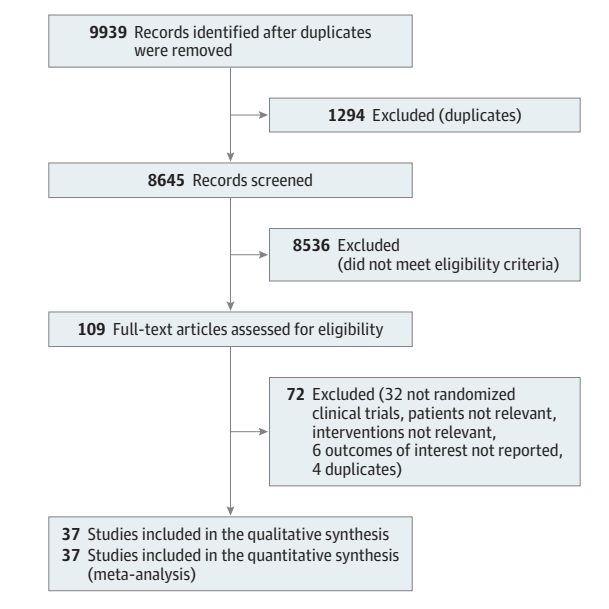 9939 Records identified after duplicates
were removed
1294 Excluded (duplicates)
8645 Records screened
8536 Excluded
(did not meet eligibility criteria)
109 Full-text articles assessed for eligibility
72 Excluded (32 not randomized
clinical trials, patients not relevant,
interventions not relevant,
6 outcomes of interest not reported,
4 duplicates)
37 Studies included in the qualitative synthesis
37 Studies included in the quantitative synthesis
(meta-analysis)